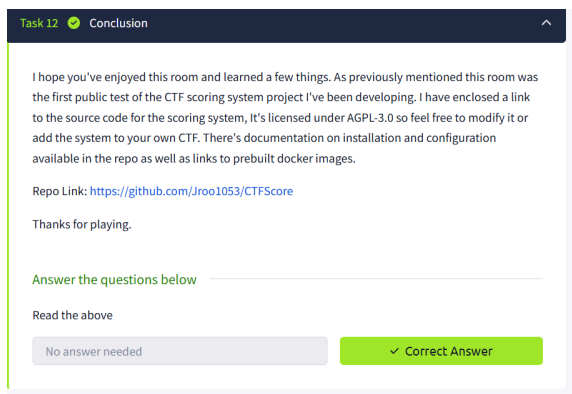 Task 12 Conclusion
I hope you've enjoyed this room and learned a few things. As previously mentioned this room was
the first public test of the CTF scoring system project I've been developing. I have enclosed a link
to the source code for the scoring system, It's licensed under AGPL-3.0 so feel free to modify it or
add the system to your own CTF. There's documentation on installation and configuration
available in the repo as well as links to prebuilt docker images.
Repo Link: https://github.com/Jroo1053/CTFScore
Thanks for playing.
Answer the questions below
Read the above
No answer needed
Correct Answer